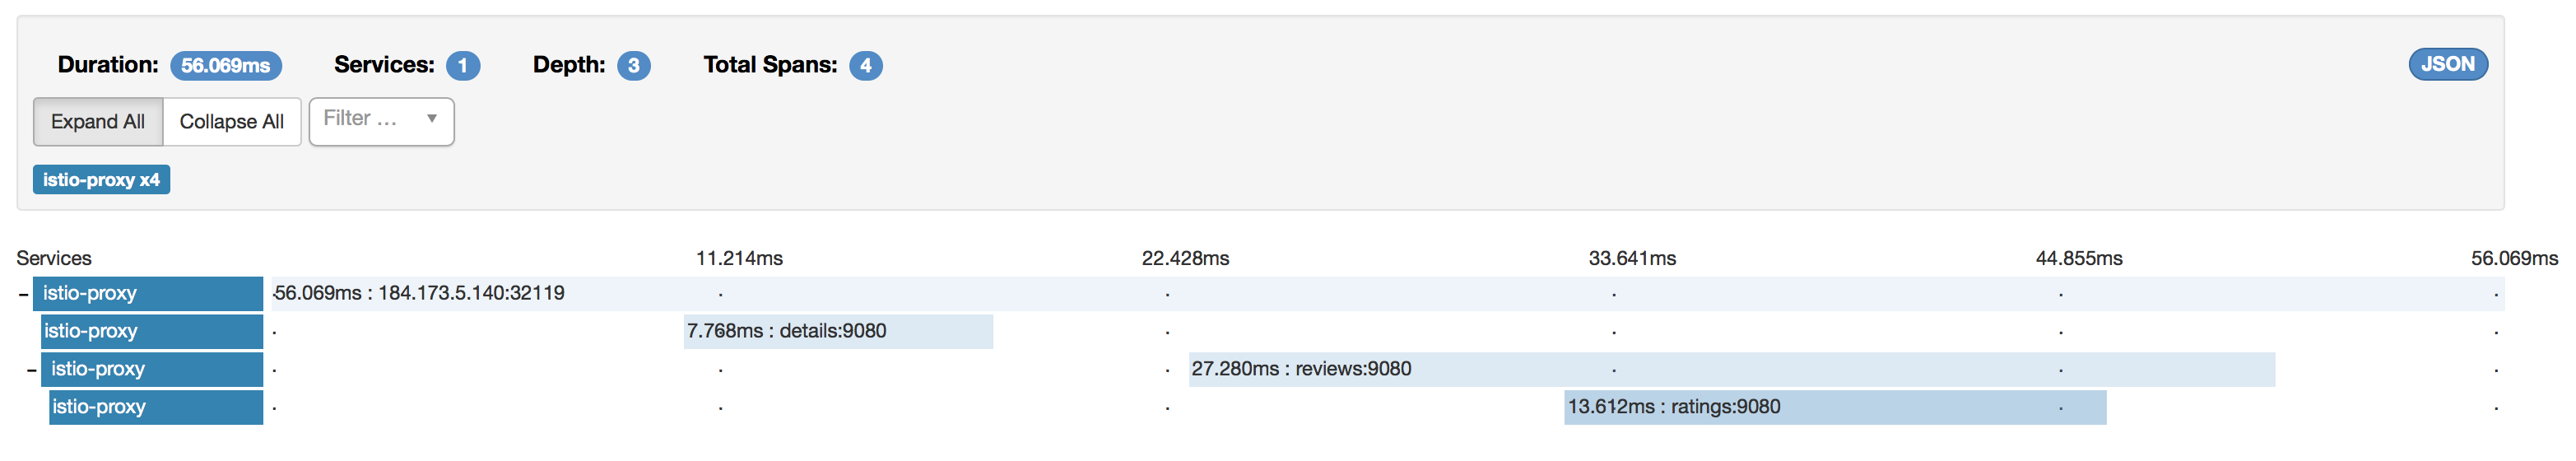 Duration: 56.069ms Services: 1 Depth: 3 Total Spans: 4 JSON
Expand All Collapse All Filter ...
istio-proxy x4
Services 11.214ms 22.428ms 33.641ms 44.855ms 56.069ms
istio-proxy 56.069ms : 184.173.5.140:32119
istio-proxy 7.768ms : details:9080
istio-proxy 27.280ms : reviews:9080
istio-proxy 13.612ms : ratings:9080